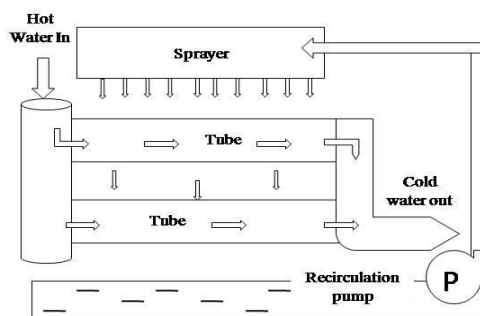 Hot
Water In
Sprayer
Tube
Cold
water out
Tube
Recirculation
pump
P